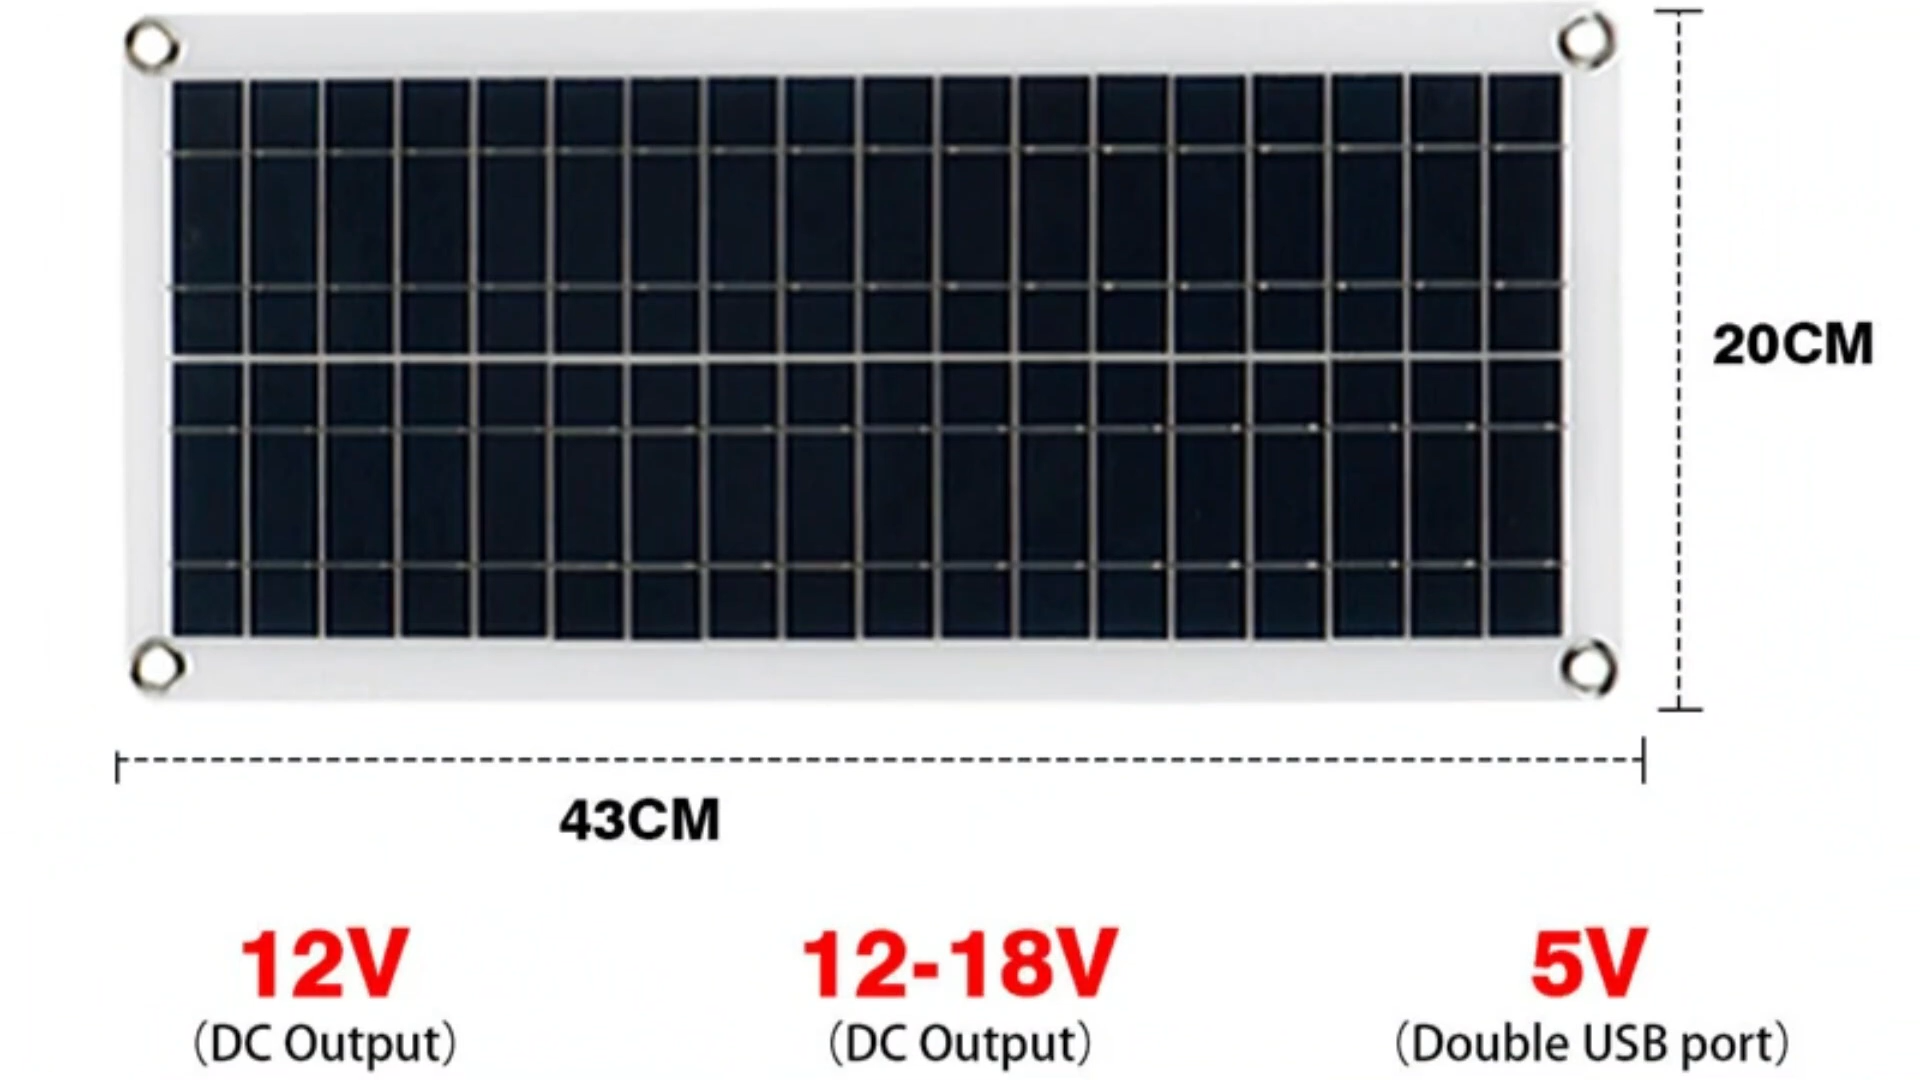 20CM
43CM
12V
(DC Output)
12-18V
(DC Output)
5V
(Double USB port)